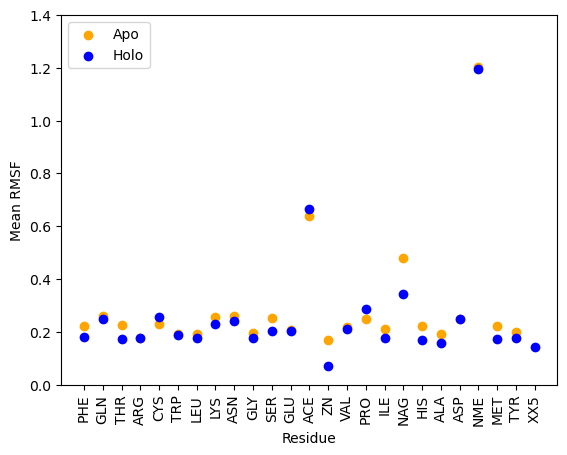 Apo
Holo
Mean RMSF
1.4
1.2
1.0
0.8
0.6
0.4
0.2
0.0
PHE
GLN
THR
ARG
CYS
TRP
LEU
LYS
ASN
GLY
SER
GLU
ACE
ZN
VAL
PRO
ILE
NAG
HIS
ALA
ASP
NME
MET
TYR
XX5
Residue